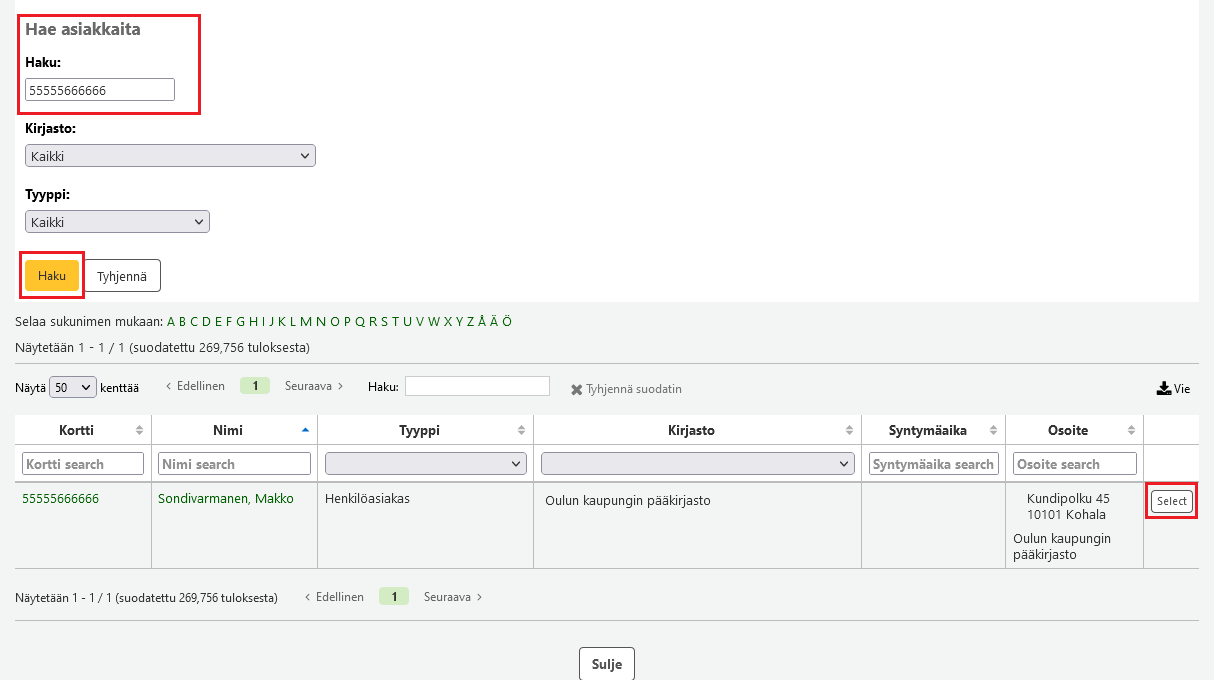 Hae asiakkaita
Haku:
55555666666
Kirjasto:
Kaikki
Tyyppi:
Kaikki
Haku Tyhjennä
Selaa sukunimen mukaan: A B C D E F G H I J K L M N O P Q R S T U V W X Y Z Å Ä Ö
Näytetään 1 - 1 / 1 (suodatettu 269,756 tuloksesta)
Näytä 50 kenttää Edellinen 1 Seuraava Haku: Tyhjennä suodatin Vie
Kortti Nimi Tyyppi Kirjasto Syntymäaika Osoite
Kortti search Nimi search Syntymäaika search Osoite search
55555666666 Sondivarmanen, Makko Henkilöasiakas Oulun kaupungin pääkirjasto Kundipolku 45 Select
10101 Kohala
Oulun kaupungin
pääkirjasto
Näytetään 1 - 1 / 1 (suodatettu 269,756 tuloksesta) Edellinen 1 Seuraava
Sulje